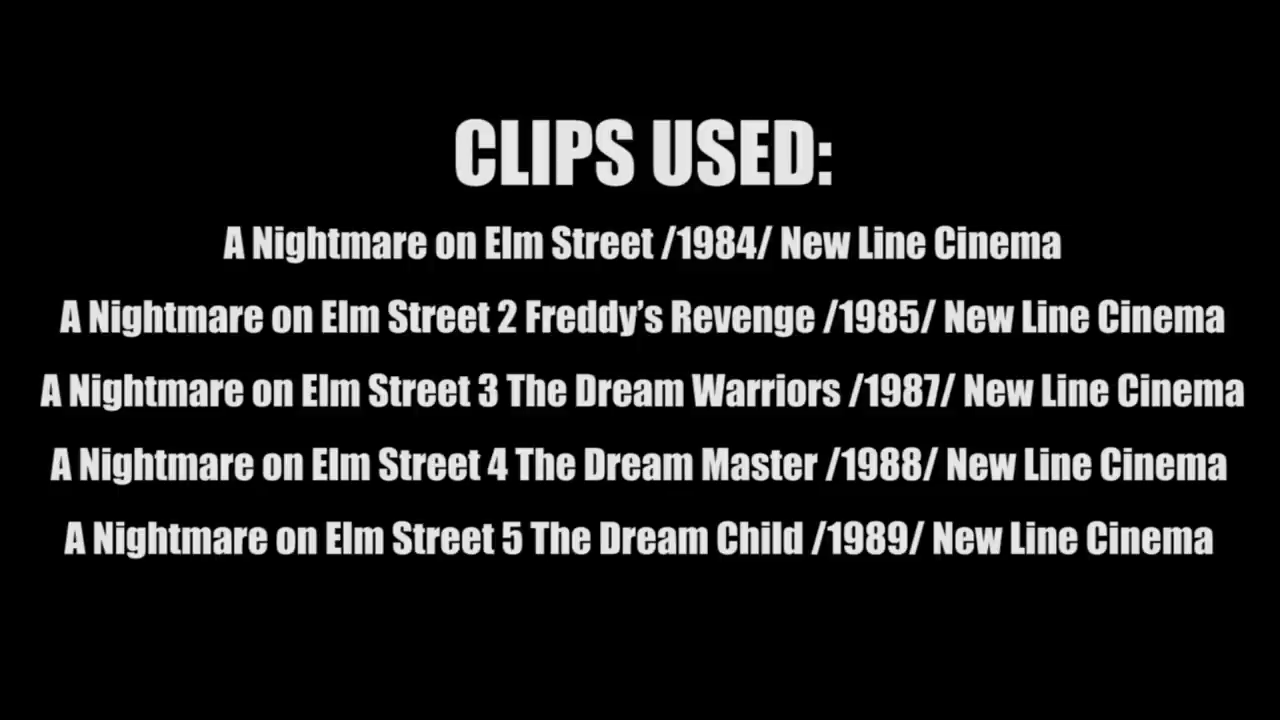 CLIPS USED:
A Nightmare on Elm Street /1984/ New Line Cinema
A Nightmare on Elm Street 2 Freddy’s Revenge /1985/ New Line Cinema
A Nightmare on Elm Street 3 The Dream Warriors /1987/ New Line Cinema
A Nightmare on Elm Street 4 The Dream Master /1988/ New Line Cinema
A Nightmare on Elm Street 5 The Dream Child /1989/ New Line Cinema